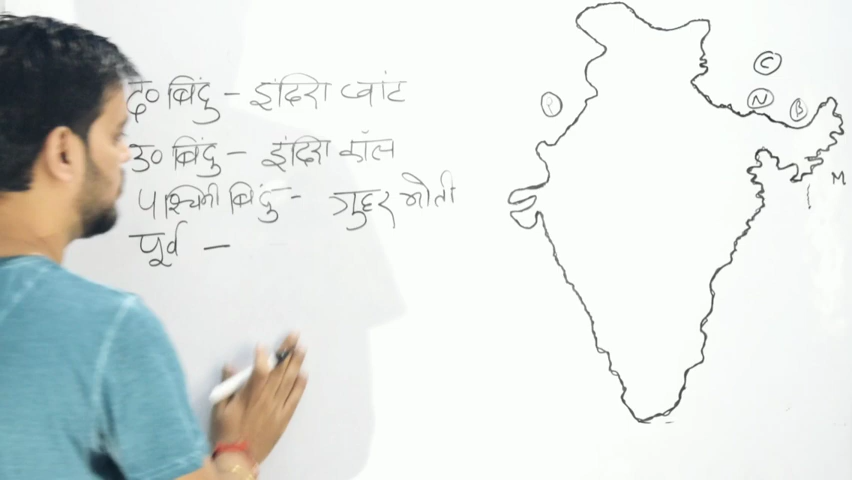 द० बिंदु - इंदिरा प्वांट
उ० बिंदु - इंदिरा कॉल
पश्चिमी बिंदु - गुहर मोती
पूर्व -
P
C
N
B
M